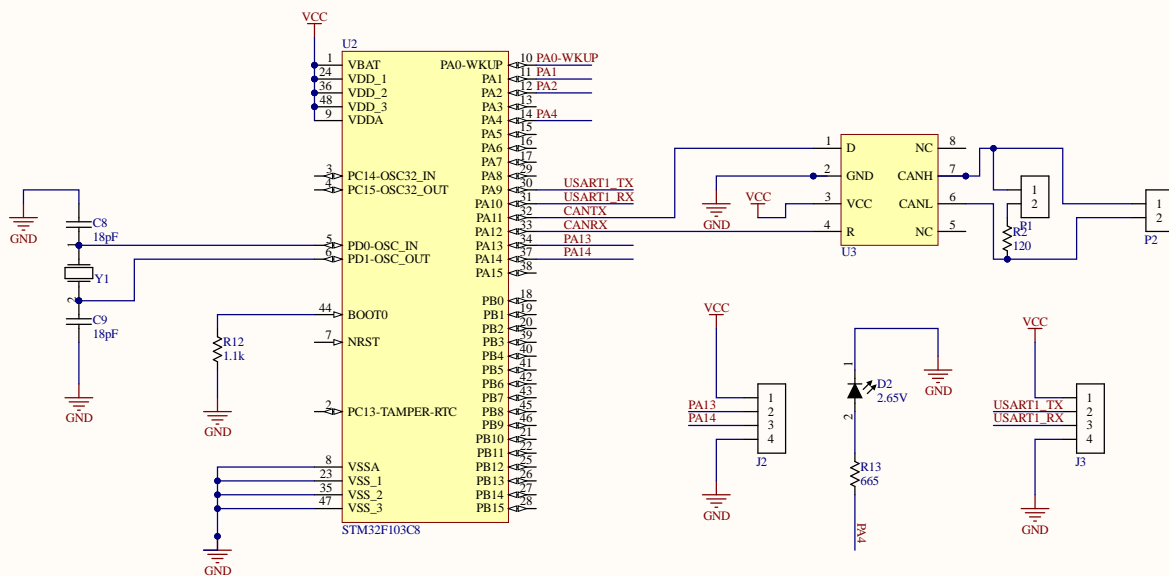 VCC
U2
1 VBAT
24 VDD_1
36 VDD_2
48 VDD_3
9 VDDA
3 PC14-OSC32_IN
4 PC15-OSC32_OUT
5 PD0-OSC_IN
6 PD1-OSC_OUT
44 BOOT0
7 NRST
2 PC13-TAMPER-RTC
8 VSSA
23 VSS_1
35 VSS_2
47 VSS_3
STM32F103C8
PA0-WKUP 10 PA0-WKUP
PA1 11 PA1
PA2 12 PA2
PA3 13
PA4 14 PA4
PA5 15
PA6 16
PA7 17
PA8 29
PA9 30 USART1_TX
PA10 31 USART1_RX
PA11 32 CANTX
PA12 33 CANRX
PA13 34 PA13
PA14 37 PA14
PA15 38
PB0 18
PB1 19
PB2 20
PB3 39
PB4 40
PB5 41
PB6 42
PB7 43
PB8 45
PB9 46
PB10 21
PB11 22
PB12 25
PB13 26
PB14 27
PB15 28
GND
C8
18pF
Y1
2
C9
18pF
GND
R12
1.1k
GND
GND
1 D
2 GND
3 VCC
4 R
NC 8
CANH 7
CANL 6
NC 5
U3
GND
VCC
1
2
P1
R2
120
1
2
P2
VCC
PA13
PA14
1
2
3
4
J2
GND
1
D2
2.65V
2
GND
R13
665
PA4
VCC
USART1_TX
USART1_RX
1
2
3
4
J3
GND